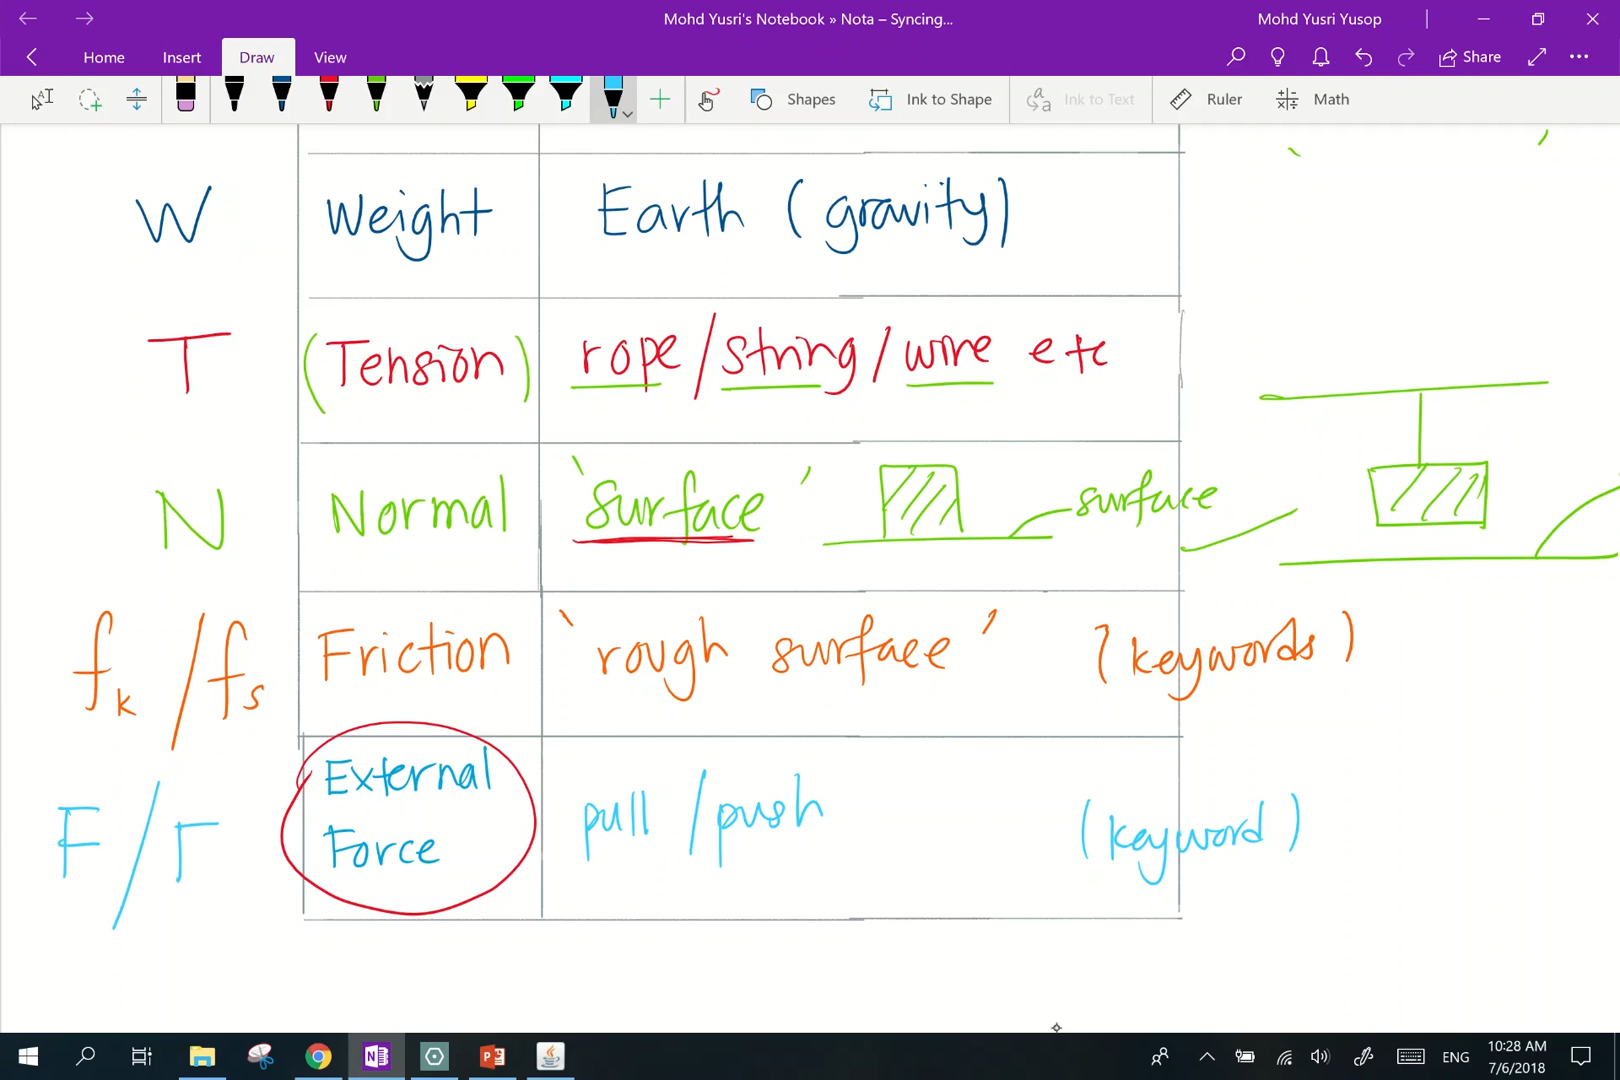 Mohd Yusri's Notebook » Nota – Syncing...
Mohd Yusri Yusop
Home Insert Draw View
Share
Shapes Ink to Shape Ink to Text Ruler Math
W Weight Earth (gravity)
T (Tension) rope/string/wire etc
N Normal 'surface' surface
fk/fs Friction 'rough surface' (keywords)
F/ External Force pull/push (keyword)
ENG
10:28 AM
7/6/2018